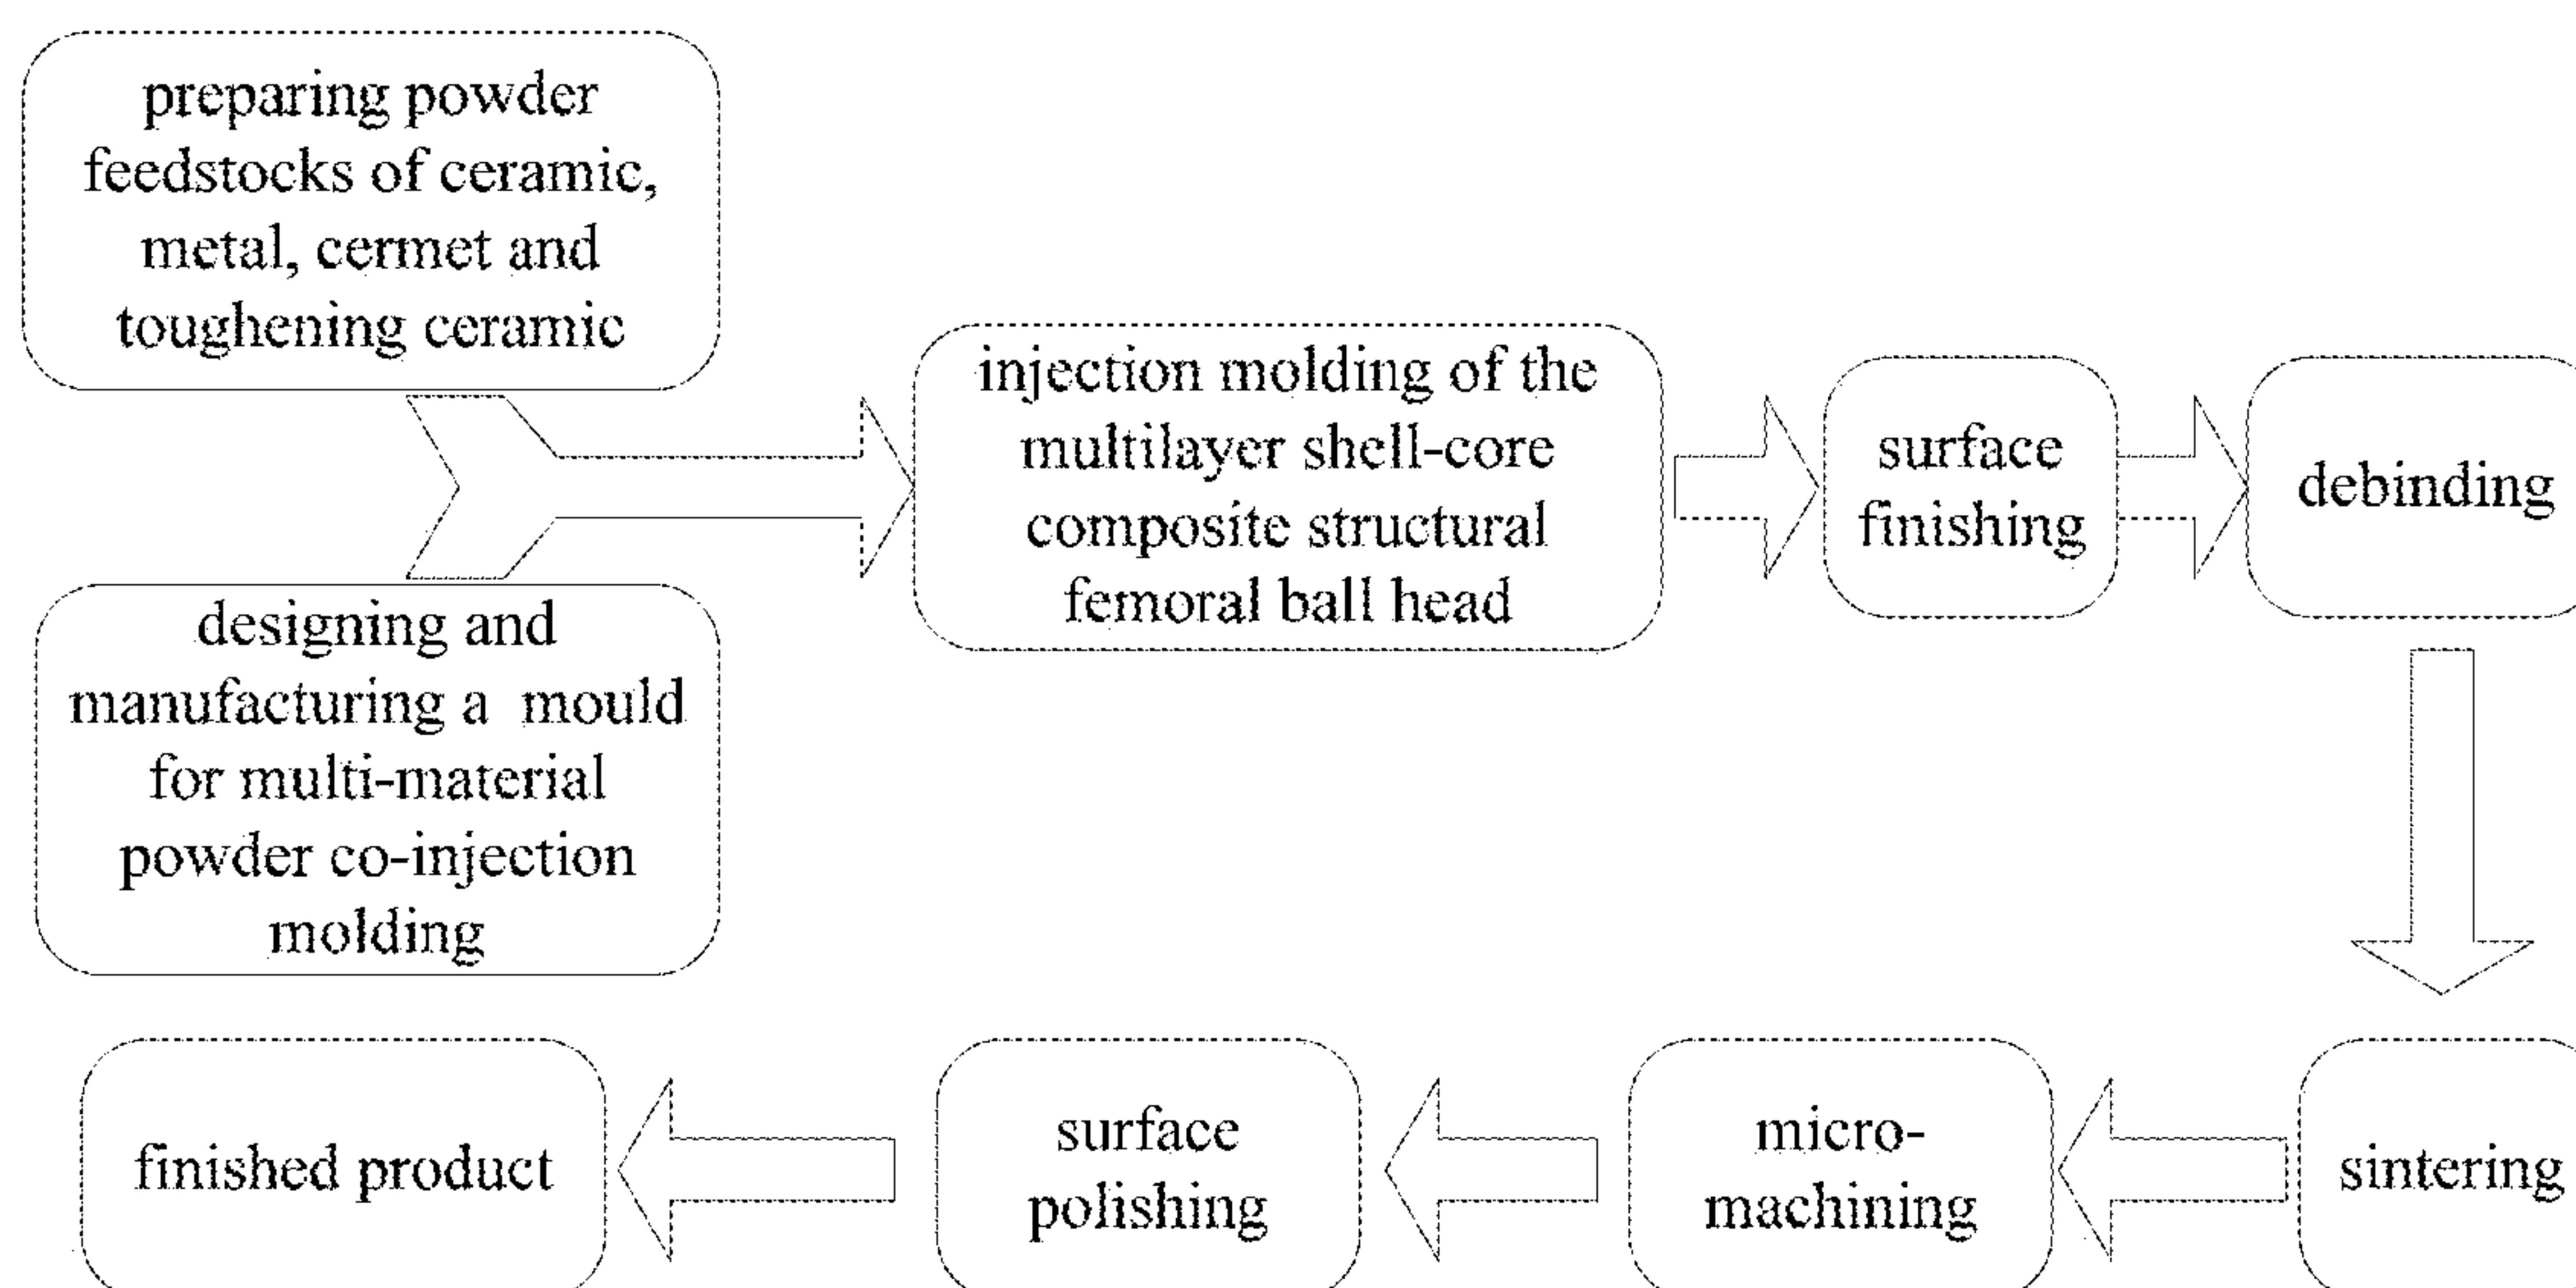 preparing powder
feedstocks of ceramic,
metal, cermet and
toughening ceramic
designing and
manufacturing a mould
for multi-material
powder co-injection
molding
injection molding of the
multilayer shell-core
composite structural
femoral ball head
surface
finishing
debinding
sintering
micro-
machining
surface
polishing
finished product